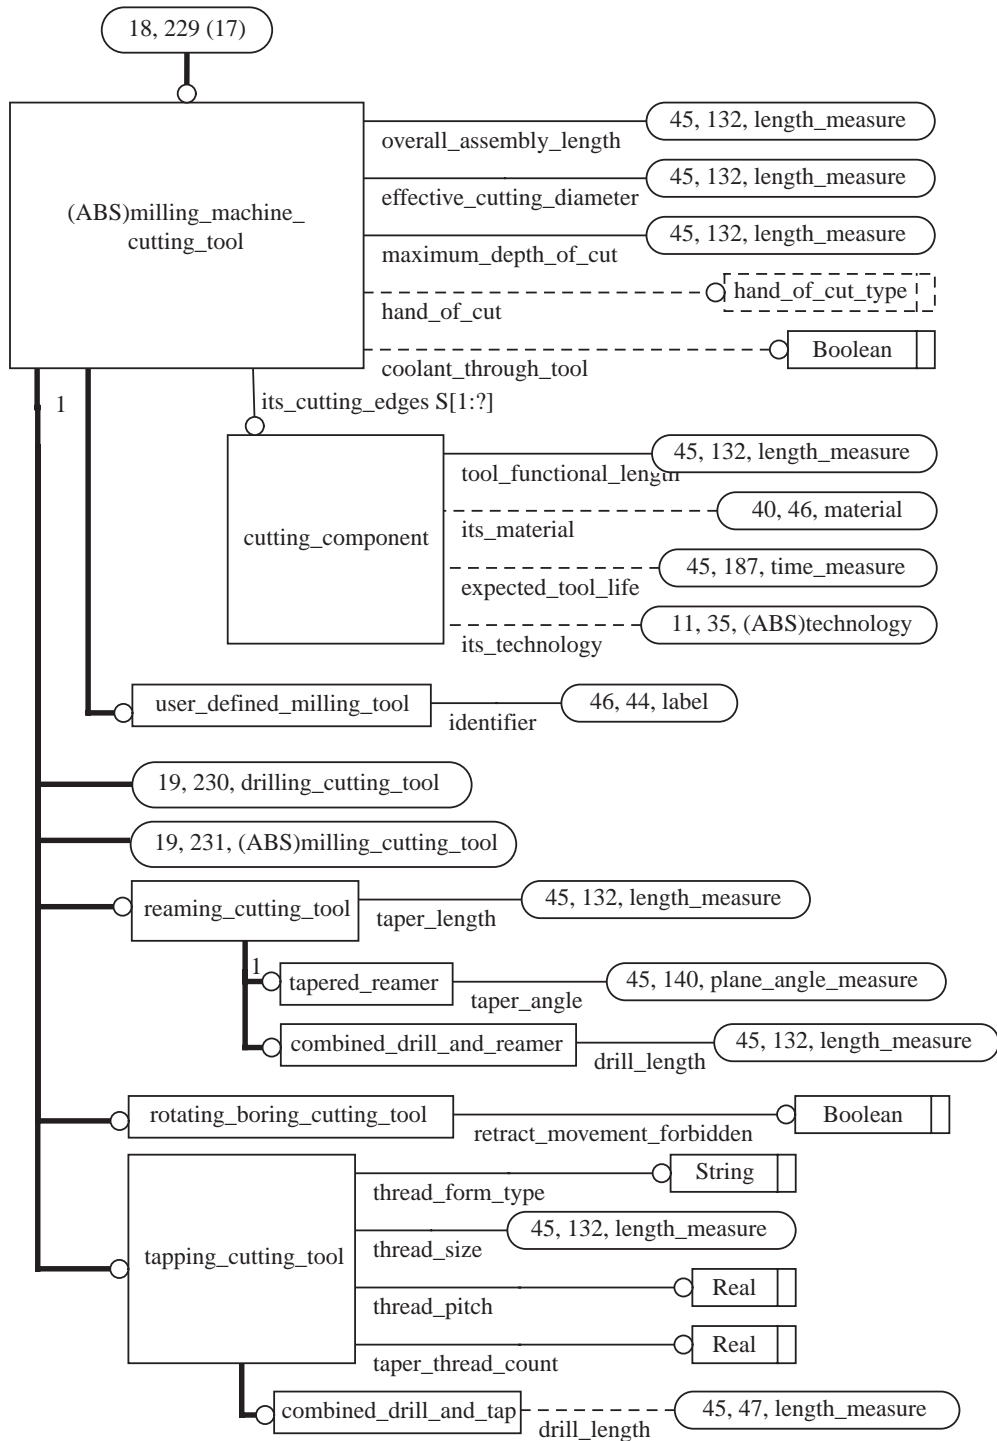 18, 229 (17)
(ABS)milling_machine_
cutting_tool
45, 132, length_measure
overall_assembly_length
45, 132, length_measure
effective_cutting_diameter
45, 132, length_measure
maximum_depth_of_cut
hand_of_cut_type
hand_of_cut
Boolean
coolant_through_tool
1
its_cutting_edges S[1:?]
cutting_component
45, 132, length_measure
tool_functional_length
40, 46, material
its_material
45, 187, time_measure
expected_tool_life
11, 35, (ABS)technology
its_technology
user_defined_milling_tool
46, 44, label
identifier
19, 230, drilling_cutting_tool
19, 231, (ABS)milling_cutting_tool
reaming_cutting_tool
45, 132, length_measure
taper_length
1
tapered_reamer
45, 140, plane_angle_measure
taper_angle
combined_drill_and_reamer
45, 132, length_measure
drill_length
rotating_boring_cutting_tool
Boolean
retract_movement_forbidden
tapping_cutting_tool
String
thread_form_type
45, 132, length_measure
thread_size
Real
thread_pitch
Real
taper_thread_count
combined_drill_and_tap
45, 47, length_measure
drill_length